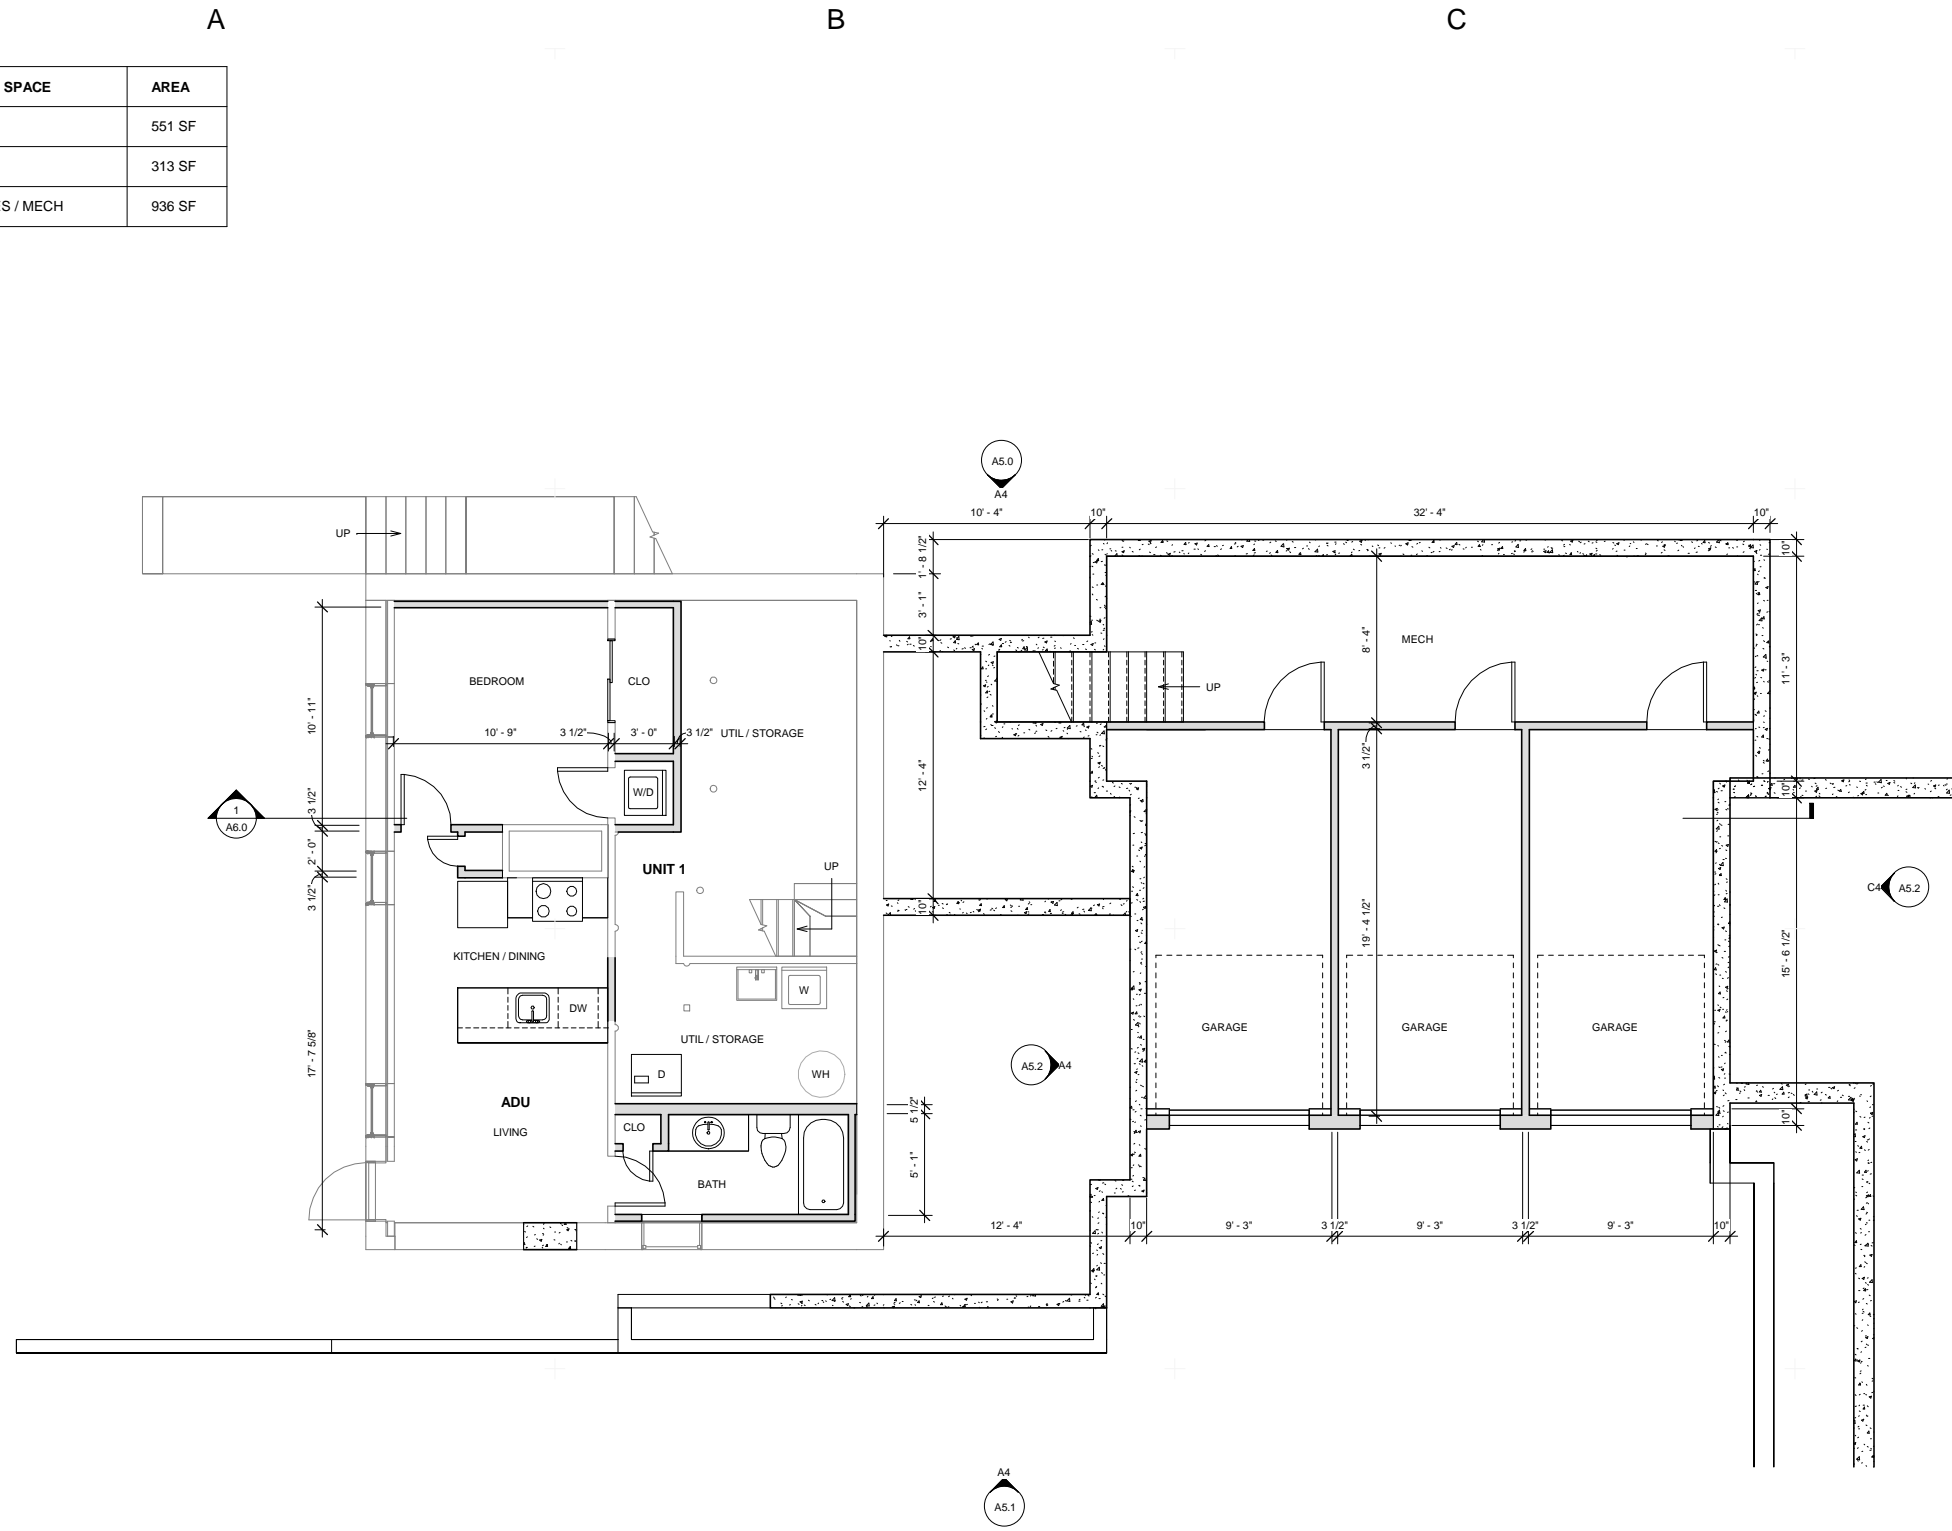 A B C
SPACE AREA
551 SF
313 SF
ES / MECH 936 SF
A5.0
A4
10' - 4" 10" 32' - 4" 10"
UP
1' - 8 1/2"
10"
3' - 1"
10"
8' - 4"
MECH
11' - 3"
BEDROOM CLO
UP
10' - 11"
10' - 9" 3 1/2" 3' - 0" 3 1/2" UTIL / STORAGE
3 1/2"
12' - 4"
W/D
10"
3 1/2"
1
A6.0
2' - 0"
UNIT 1 UP
3 1/2"
C4 A5.2
10"
19' - 4 1/2"
KITCHEN / DINING
15' - 6 1/2"
W
DW
GARAGE GARAGE GARAGE
UTIL / STORAGE
17' - 7 5/8"
D WH
A5.2 A4
ADU
5 1/2"
10"
CLO
LIVING
5' - 1"
BATH
12' - 4" 10" 9' - 3" 3 1/2" 9' - 3" 3 1/2" 9' - 3" 10"
A4
A5.1